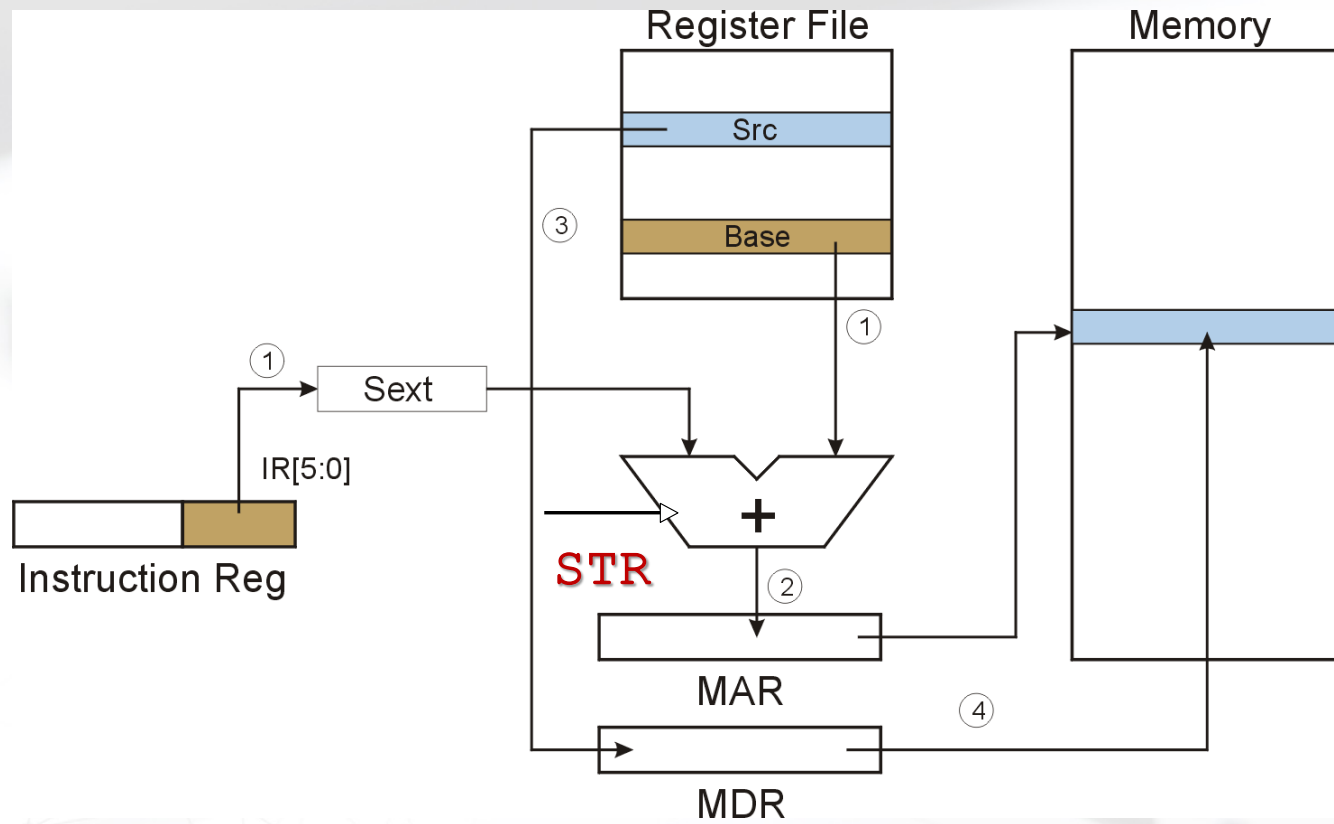 Register File
Memory
Src
3
Base
1
1
Sext
IR[5:0]
+
STR
Instruction Reg
2
MAR
4
MDR